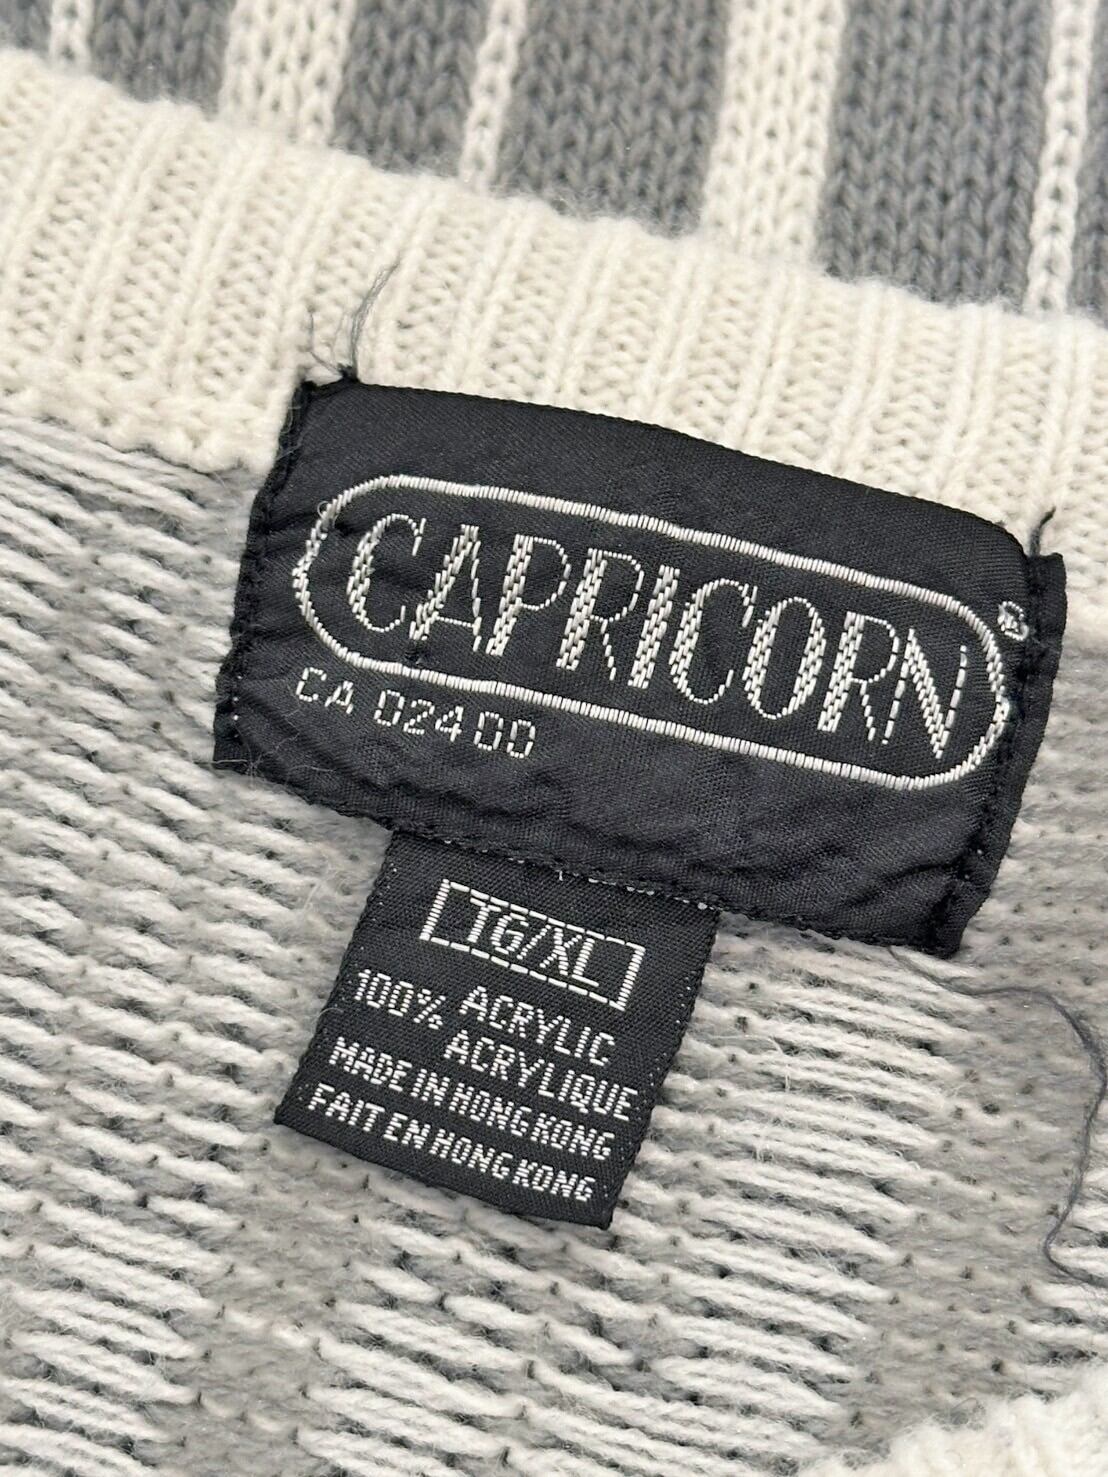 CAPRICORN ®
CA 02400
TG/XL
100% ACRYLIC
ACRYLIQUE
MADE IN HONG KONG
FAIT EN HONG KONG